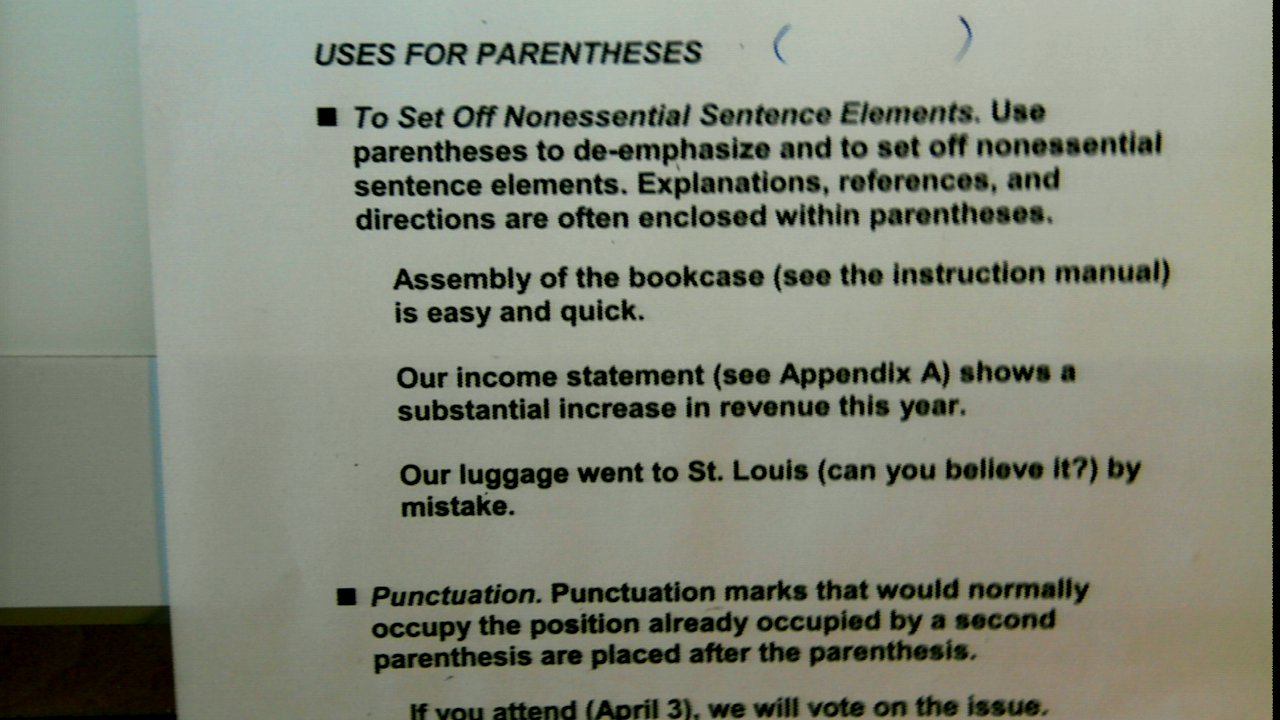 USES FOR PARENTHESES ( )
■ To Set Off Nonessential Sentence Elements. Use
parentheses to de-emphasize and to set off nonessential
sentence elements. Explanations, references, and
directions are often enclosed within parentheses.
Assembly of the bookcase (see the instruction manual)
is easy and quick.
Our income statement (see Appendix A) shows a
substantial increase in revenue this year.
Our luggage went to St. Louis (can you believe it?) by
mistake.
■ Punctuation. Punctuation marks that would normally
occupy the position already occupied by a second
parenthesis are placed after the parenthesis.
If you attend (April 3), we will vote on the issue.